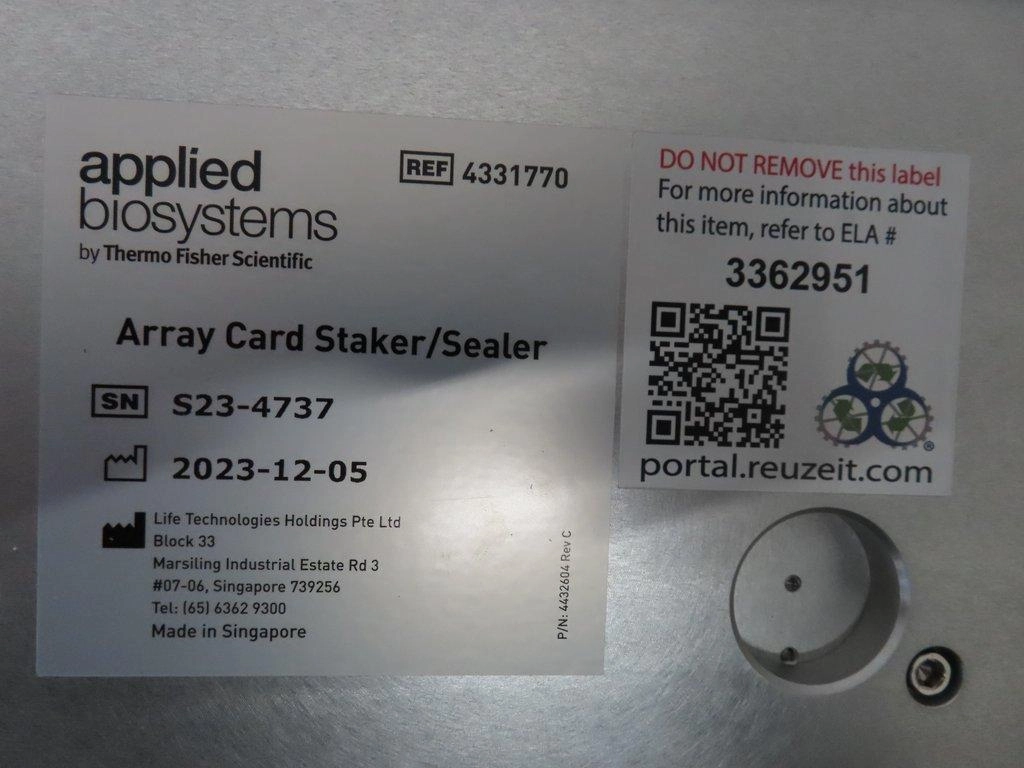 applied
biosystems
by Thermo Fisher Scientific
REF 4331770
Array Card Staker/Sealer
SN S23-4737
2023-12-05
Life Technologies Holdings Pte Ltd
Block 33
Marsiling Industrial Estate Rd 3
#07-06, Singapore 739256
Tel: (65) 6362 9300
Made in Singapore
P/N: 4432604 Rev C
DO NOT REMOVE this label
For more information about
this item, refer to ELA #
3362951
®
portal.reuzeit.com